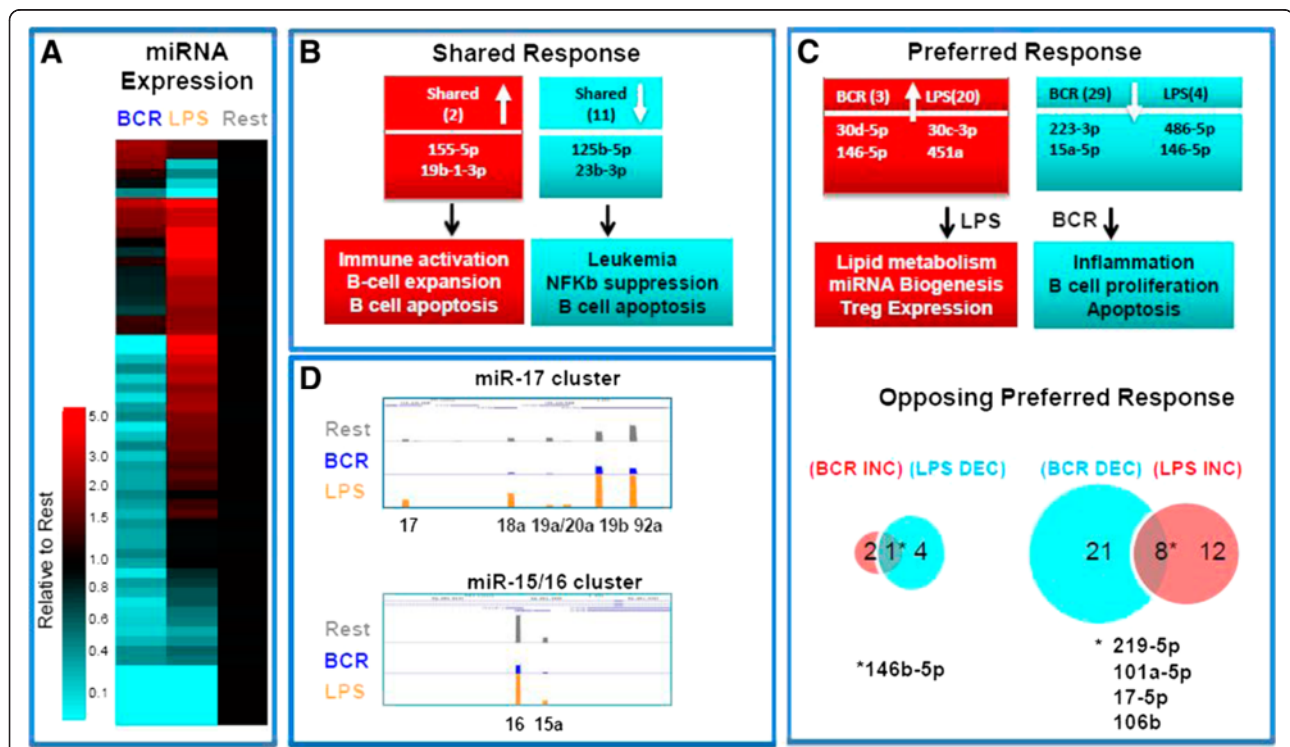 A
miRNA
Expression
BCR LPS Rest
Relative to Rest
5.0
3.0
2.0
1.5
1.0
0.8
0.6
0.4
0.1
B
Shared Response
Shared
(2)
155-5p
19b-1-3p
Shared
(11)
125b-5p
23b-3p
Immune activation
B-cell expansion
B cell apoptosis
Leukemia
NFKb suppression
B cell apoptosis
C
Preferred Response
BCR (3) LPS(20)
30d-5p 30c-3p
146-5p 451a
BCR (29) LPS(4)
223-3p 486-5p
15a-5p 146-5p
LPS
BCR
Lipid metabolism
miRNA Biogenesis
Treg Expression
Inflammation
B cell proliferation
Apoptosis
Opposing Preferred Response
(BCR INC) (LPS DEC)
2 1* 4
*146b-5p
(BCR DEC) (LPS INC)
21 8* 12
* 219-5p
101a-5p
17-5p
106b
D
miR-17 cluster
Rest
BCR
LPS
17 18a 19a/20a 19b 92a
miR-15/16 cluster
Rest
BCR
LPS
16 15a